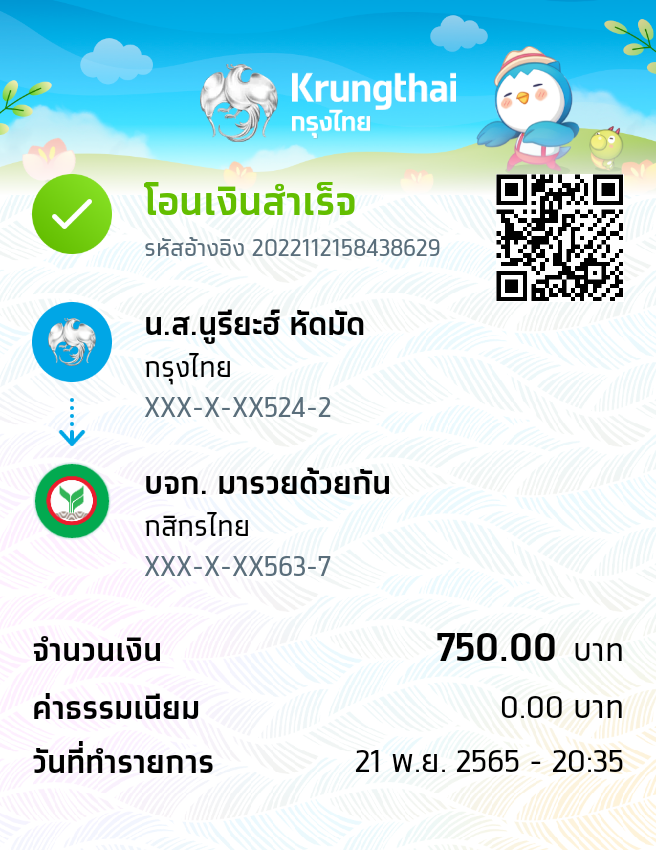 Krungthai
กรุงไทย
โอนเงินสำเร็จ
รหัสอ้างอิง 2022112158438629
น.ส.นูรียะฮ์ หัดมัด
กรุงไทย
XXX-X-XX524-2
บจก. มารวยด้วยกัน
กสิกรไทย
XXX-X-XX563-7
จำนวนเงิน 750.00 บาท
ค่าธรรมเนียม 0.00 บาท
วันที่ทำรายการ 21 พ.ย. 2565 - 20:35